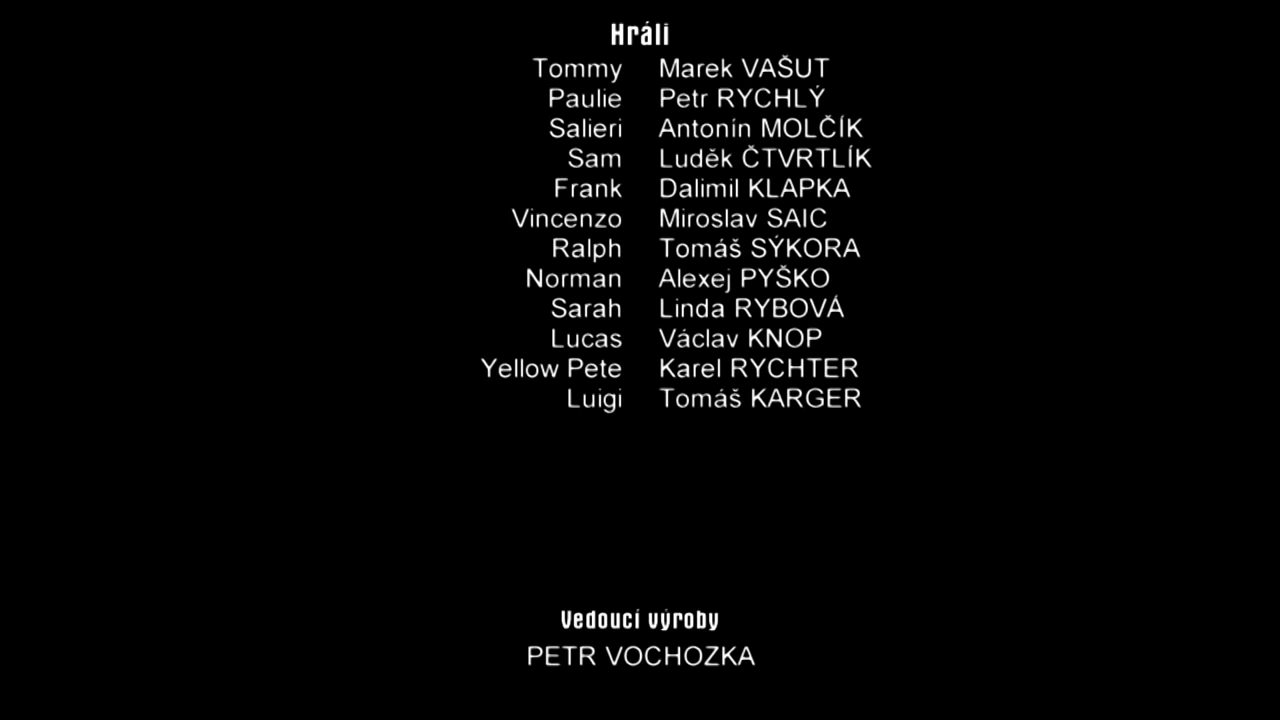 Hráli
Tommy Marek VAŠUT
Paulie Petr RYCHLÝ
Salieri Antonín MOLČÍK
Sam Luděk ČTVRTLÍK
Frank Dalimil KLAPKA
Vincenzo Miroslav SAIC
Ralph Tomáš SÝKORA
Norman Alexej PYŠKO
Sarah Linda RYBOVÁ
Lucas Václav KNOP
Yellow Pete Karel RYCHTER
Luigi Tomáš KARGER
Vedoucí výroby
PETR VOCHOZKA